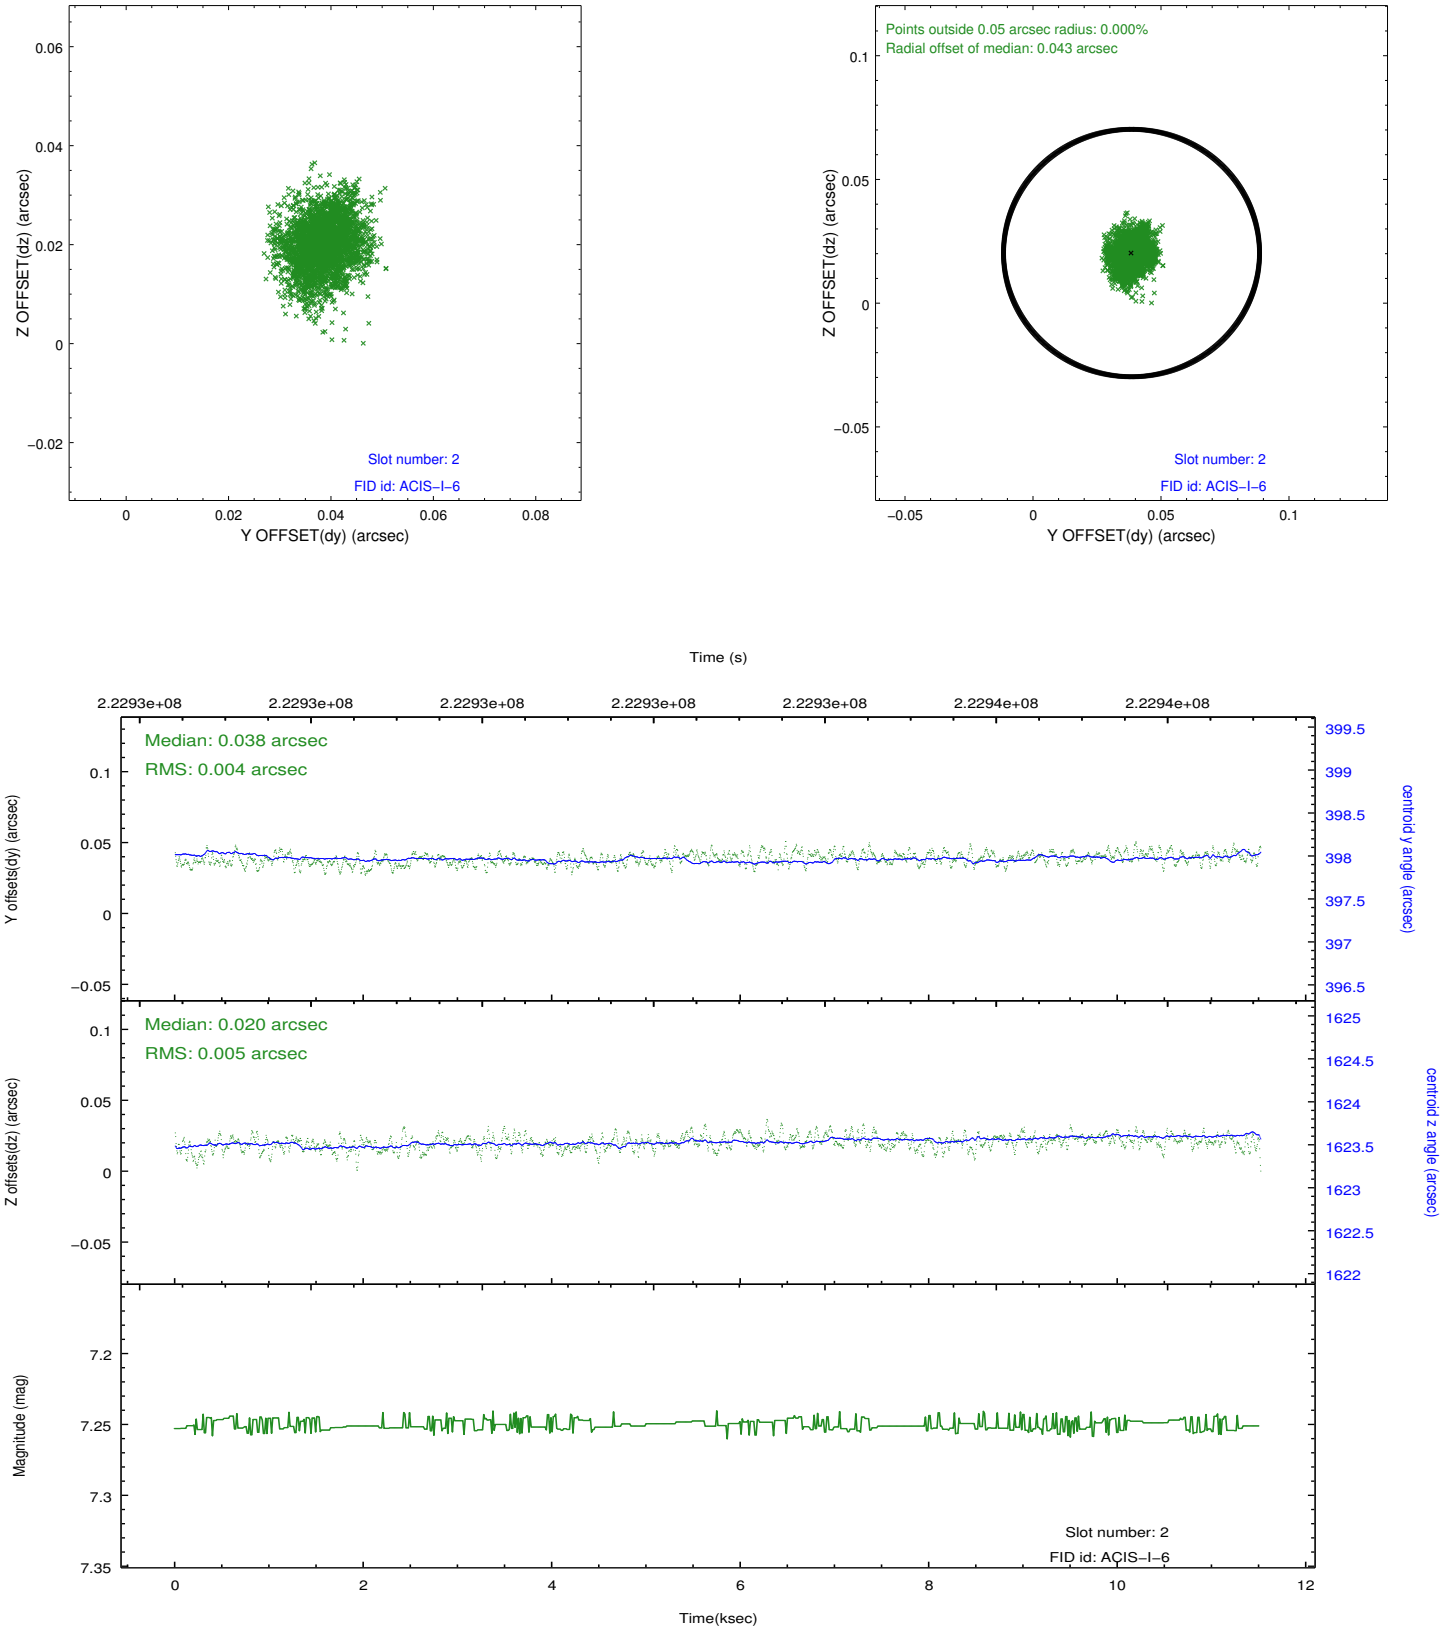 0.06
0.04
0.02
0
−0.02
Z OFFSET(dz) (arcsec)
Slot number: 2
FID id: ACIS−I−6
0
0.02
0.04
0.06
0.08
Y OFFSET(dy) (arcsec)
Points outside 0.05 arcsec radius: 0.000%
Radial offset of median: 0.043 arcsec
0.1
0.05
0
−0.05
Z OFFSET(dz) (arcsec)
Slot number: 2
FID id: ACIS−I−6
−0.05
0
0.05
0.1
Y OFFSET(dy) (arcsec)
Time (s)
2.2293e+08
2.2293e+08
2.2293e+08
2.2293e+08
2.2293e+08
2.2294e+08
2.2294e+08
Median: 0.038 arcsec
RMS: 0.004 arcsec
0.1
0.05
0
−0.05
Y offsets(dy) (arcsec)
399.5
399
398.5
398
397.5
397
396.5
centroid y angle (arcsec)
Median: 0.020 arcsec
RMS: 0.005 arcsec
0.1
0.05
0
−0.05
Z offsets(dz) (arcsec)
1625
1624.5
1624
1623.5
1623
1622.5
1622
centroid z angle (arcsec)
7.2
7.25
7.3
7.35
Magnitude (mag)
Slot number: 2
FID id: ACIS−I−6
0
2
4
6
8
10
12
Time(ksec)